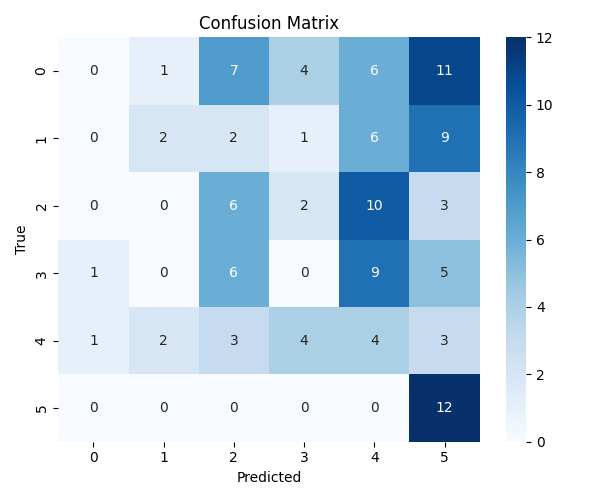 Confusion Matrix
0 0 1 7 4 6 11
1 0 2 2 1 6 9
2 0 0 6 2 10 3
3 1 0 6 0 9 5
4 1 2 3 4 4 3
5 0 0 0 0 0 12
0 1 2 3 4 5
True
Predicted
12
10
8
6
4
2
0